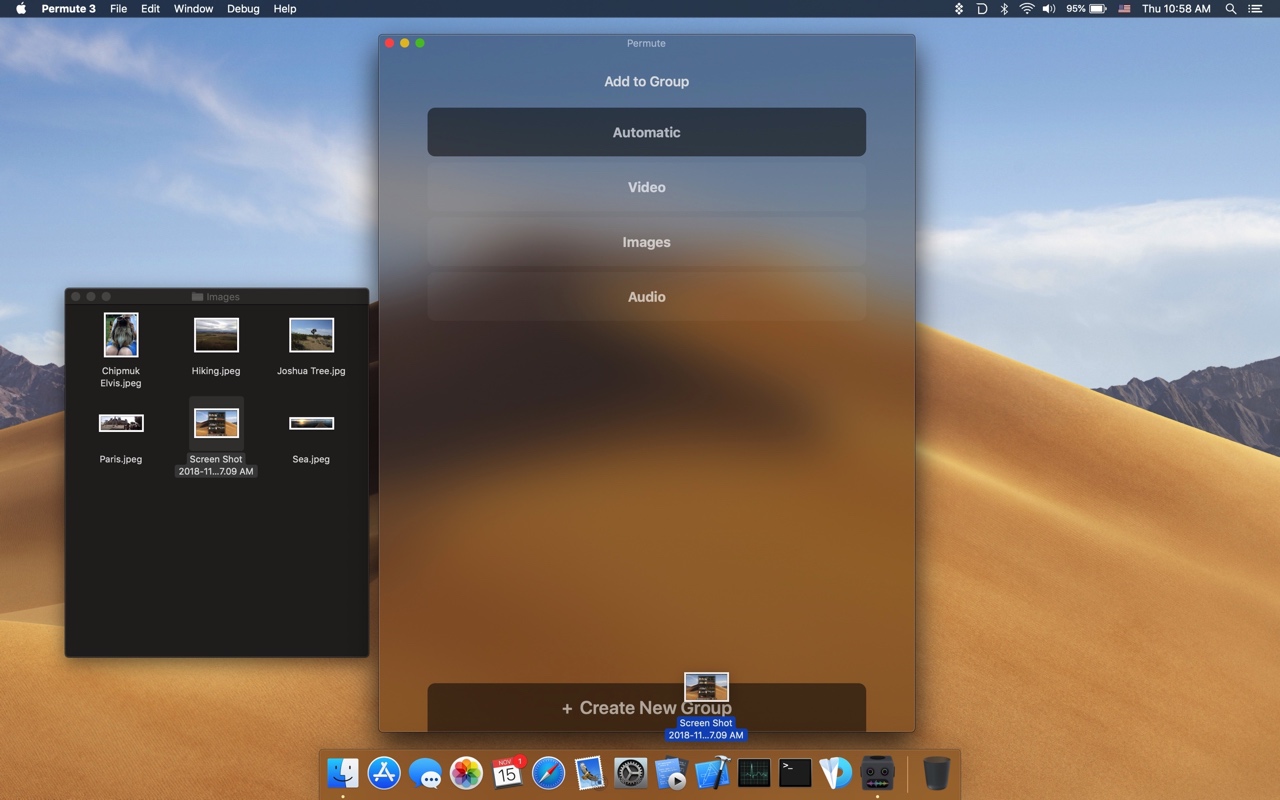 Permute 3 File Edit Window Debug Help 95% Thu 10:58 AM
Permute
Add to Group
Automatic
Video
Images
Audio
Images
Chipmuk
Elvis.jpeg
Hiking.jpeg
Joshua Tree.jpg
Paris.jpeg
Screen Shot
2018-11...7.09 AM
Sea.jpeg
+ Create New Group
Screen Shot
2018-11...7.09 AM
NOV 1
15
>_